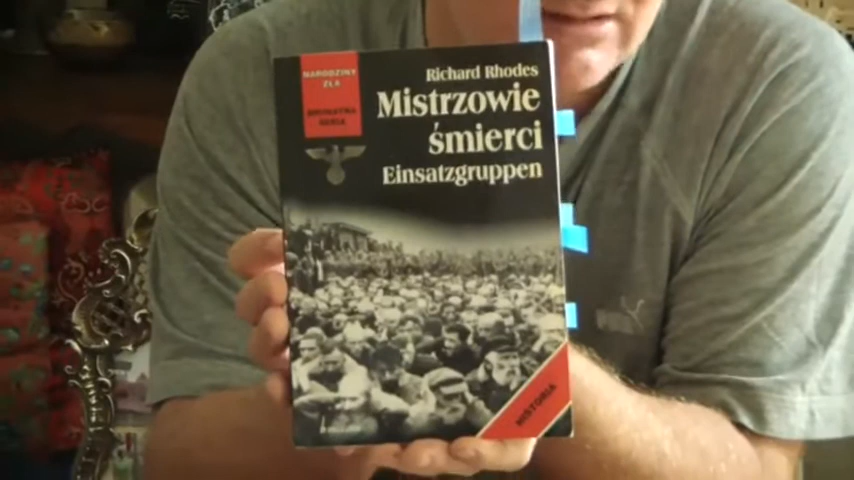 NARODZINY
ZŁA
Richard Rhodes
Mistrzowie
śmierci
Einsatzgruppen
HISTORIA